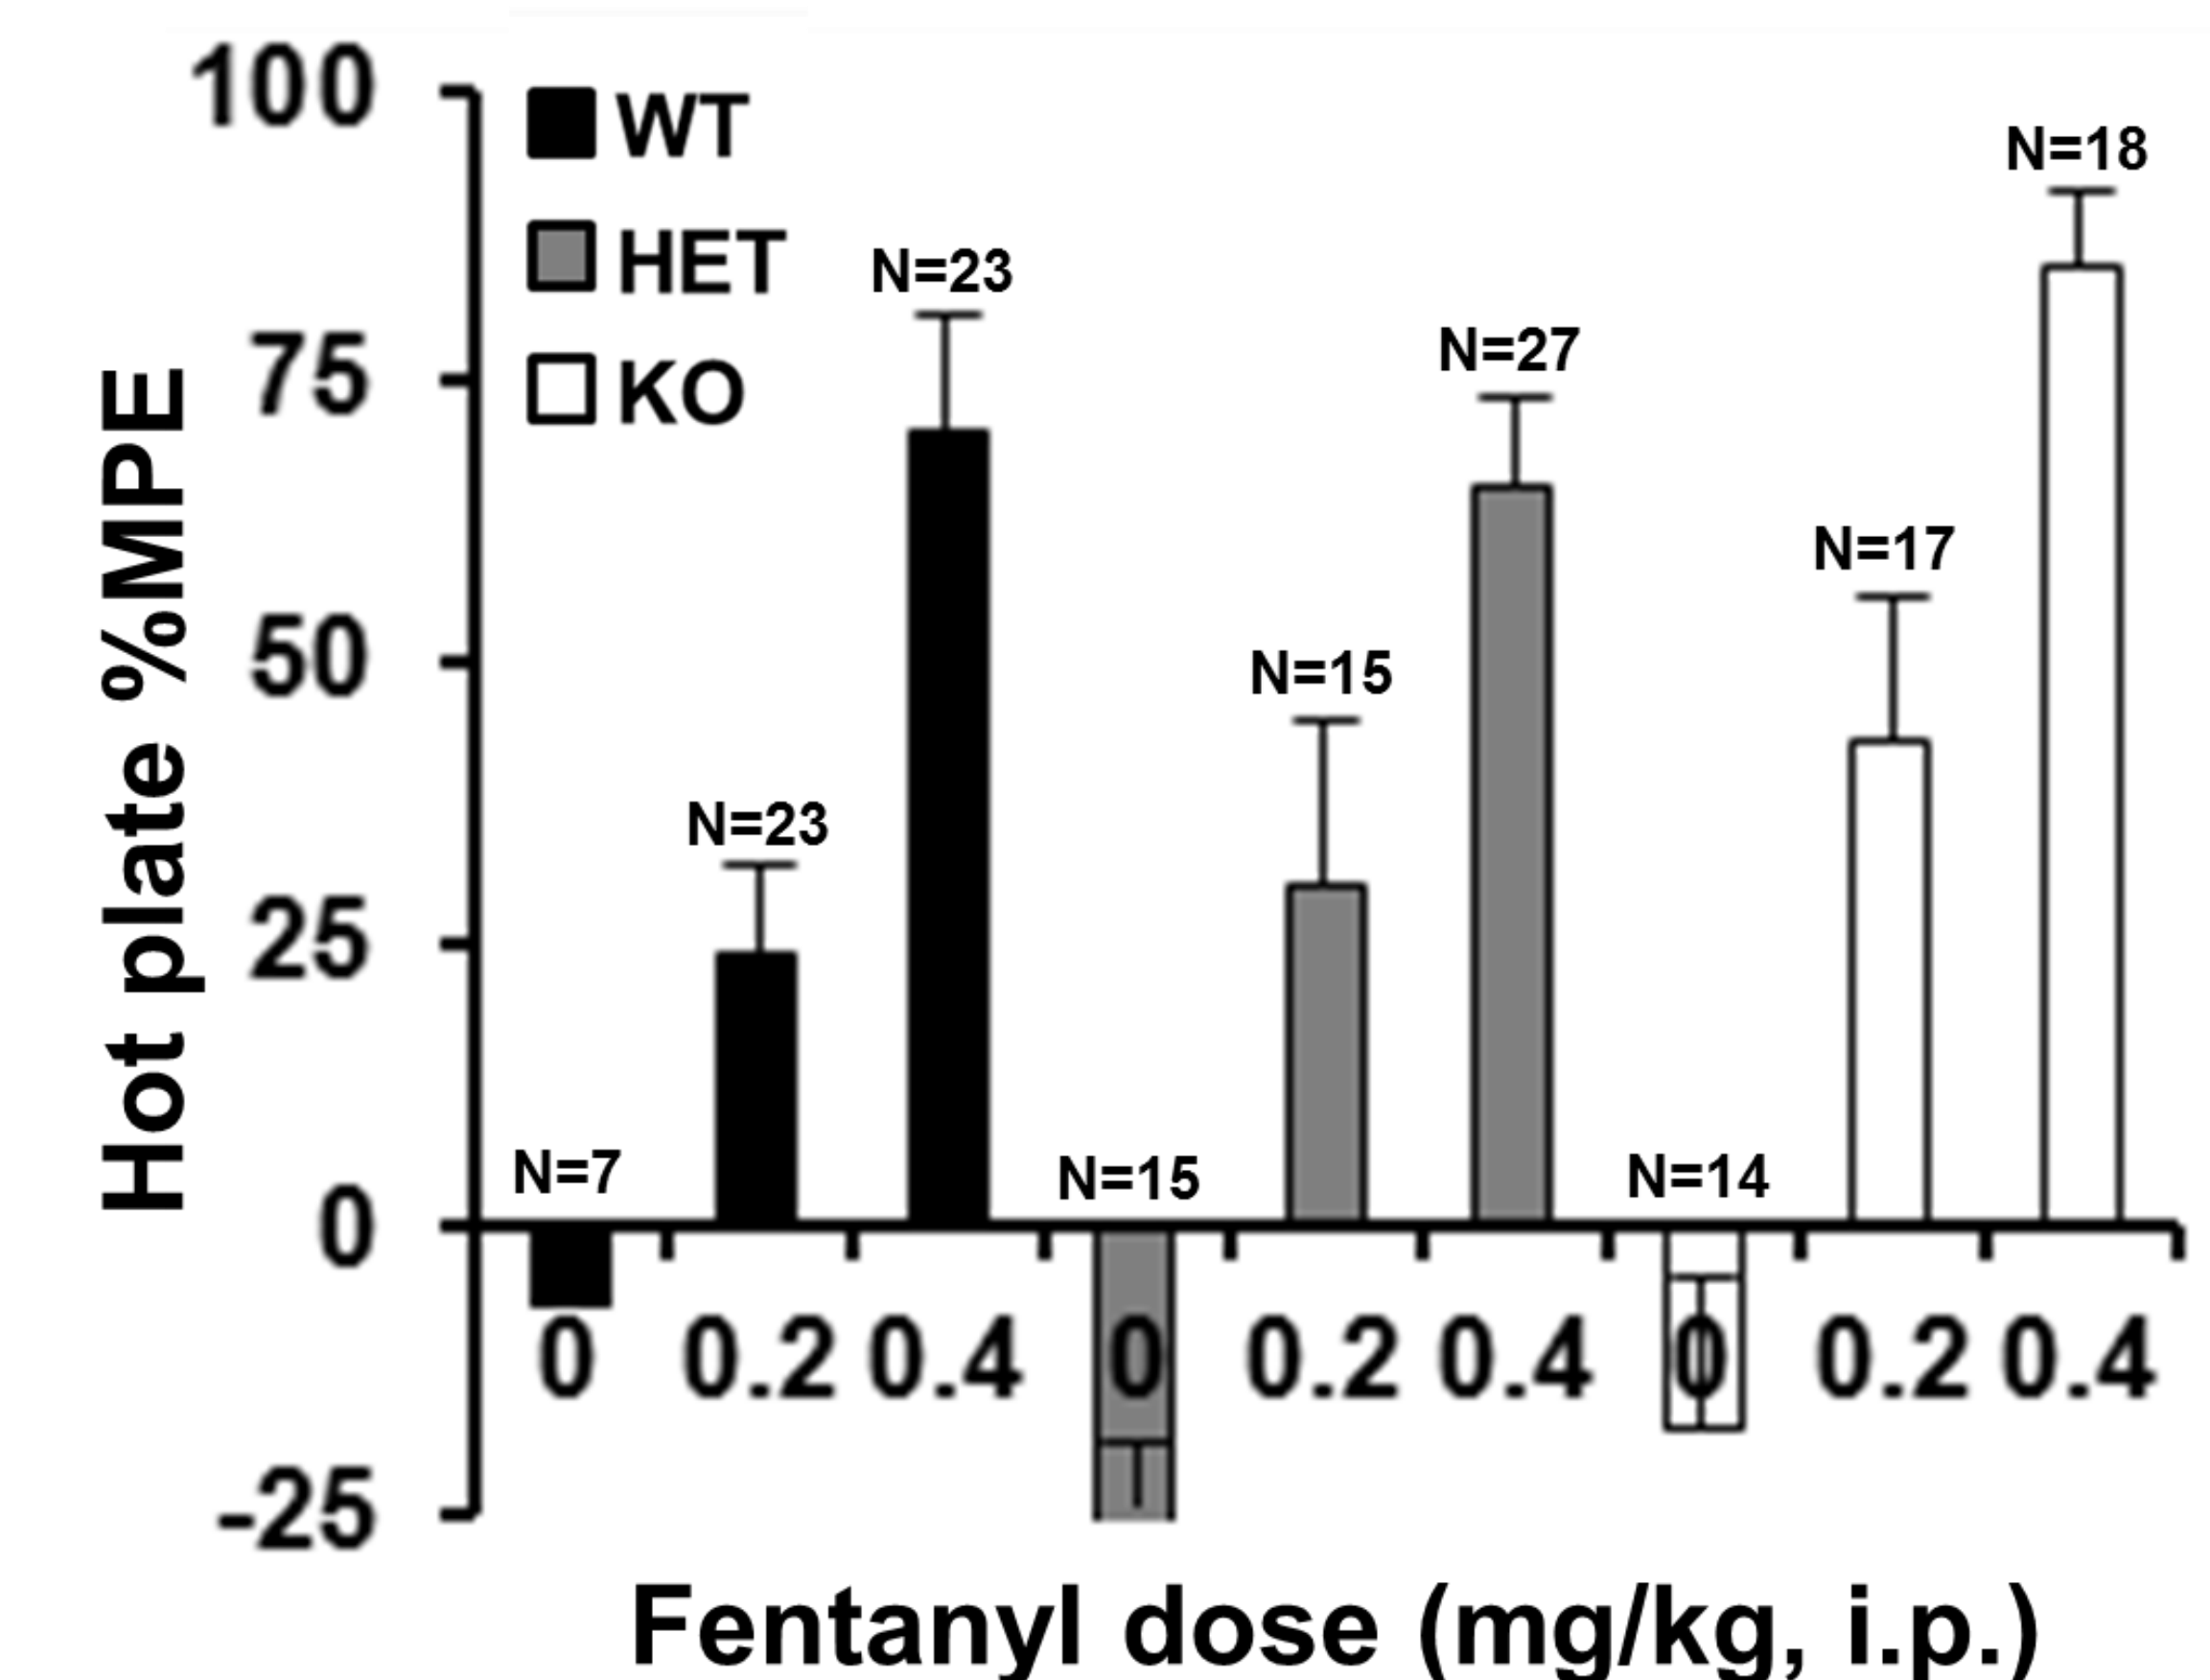 Hot plate %MPE
100
75
50
25
0
-25
WT
HET
KO
N=7
N=23
N=23
N=15
N=15
N=27
N=14
N=17
N=18
0 0.2 0.4 0 0.2 0.4 0 0.2 0.4
Fentanyl dose (mg/kg, i.p.)